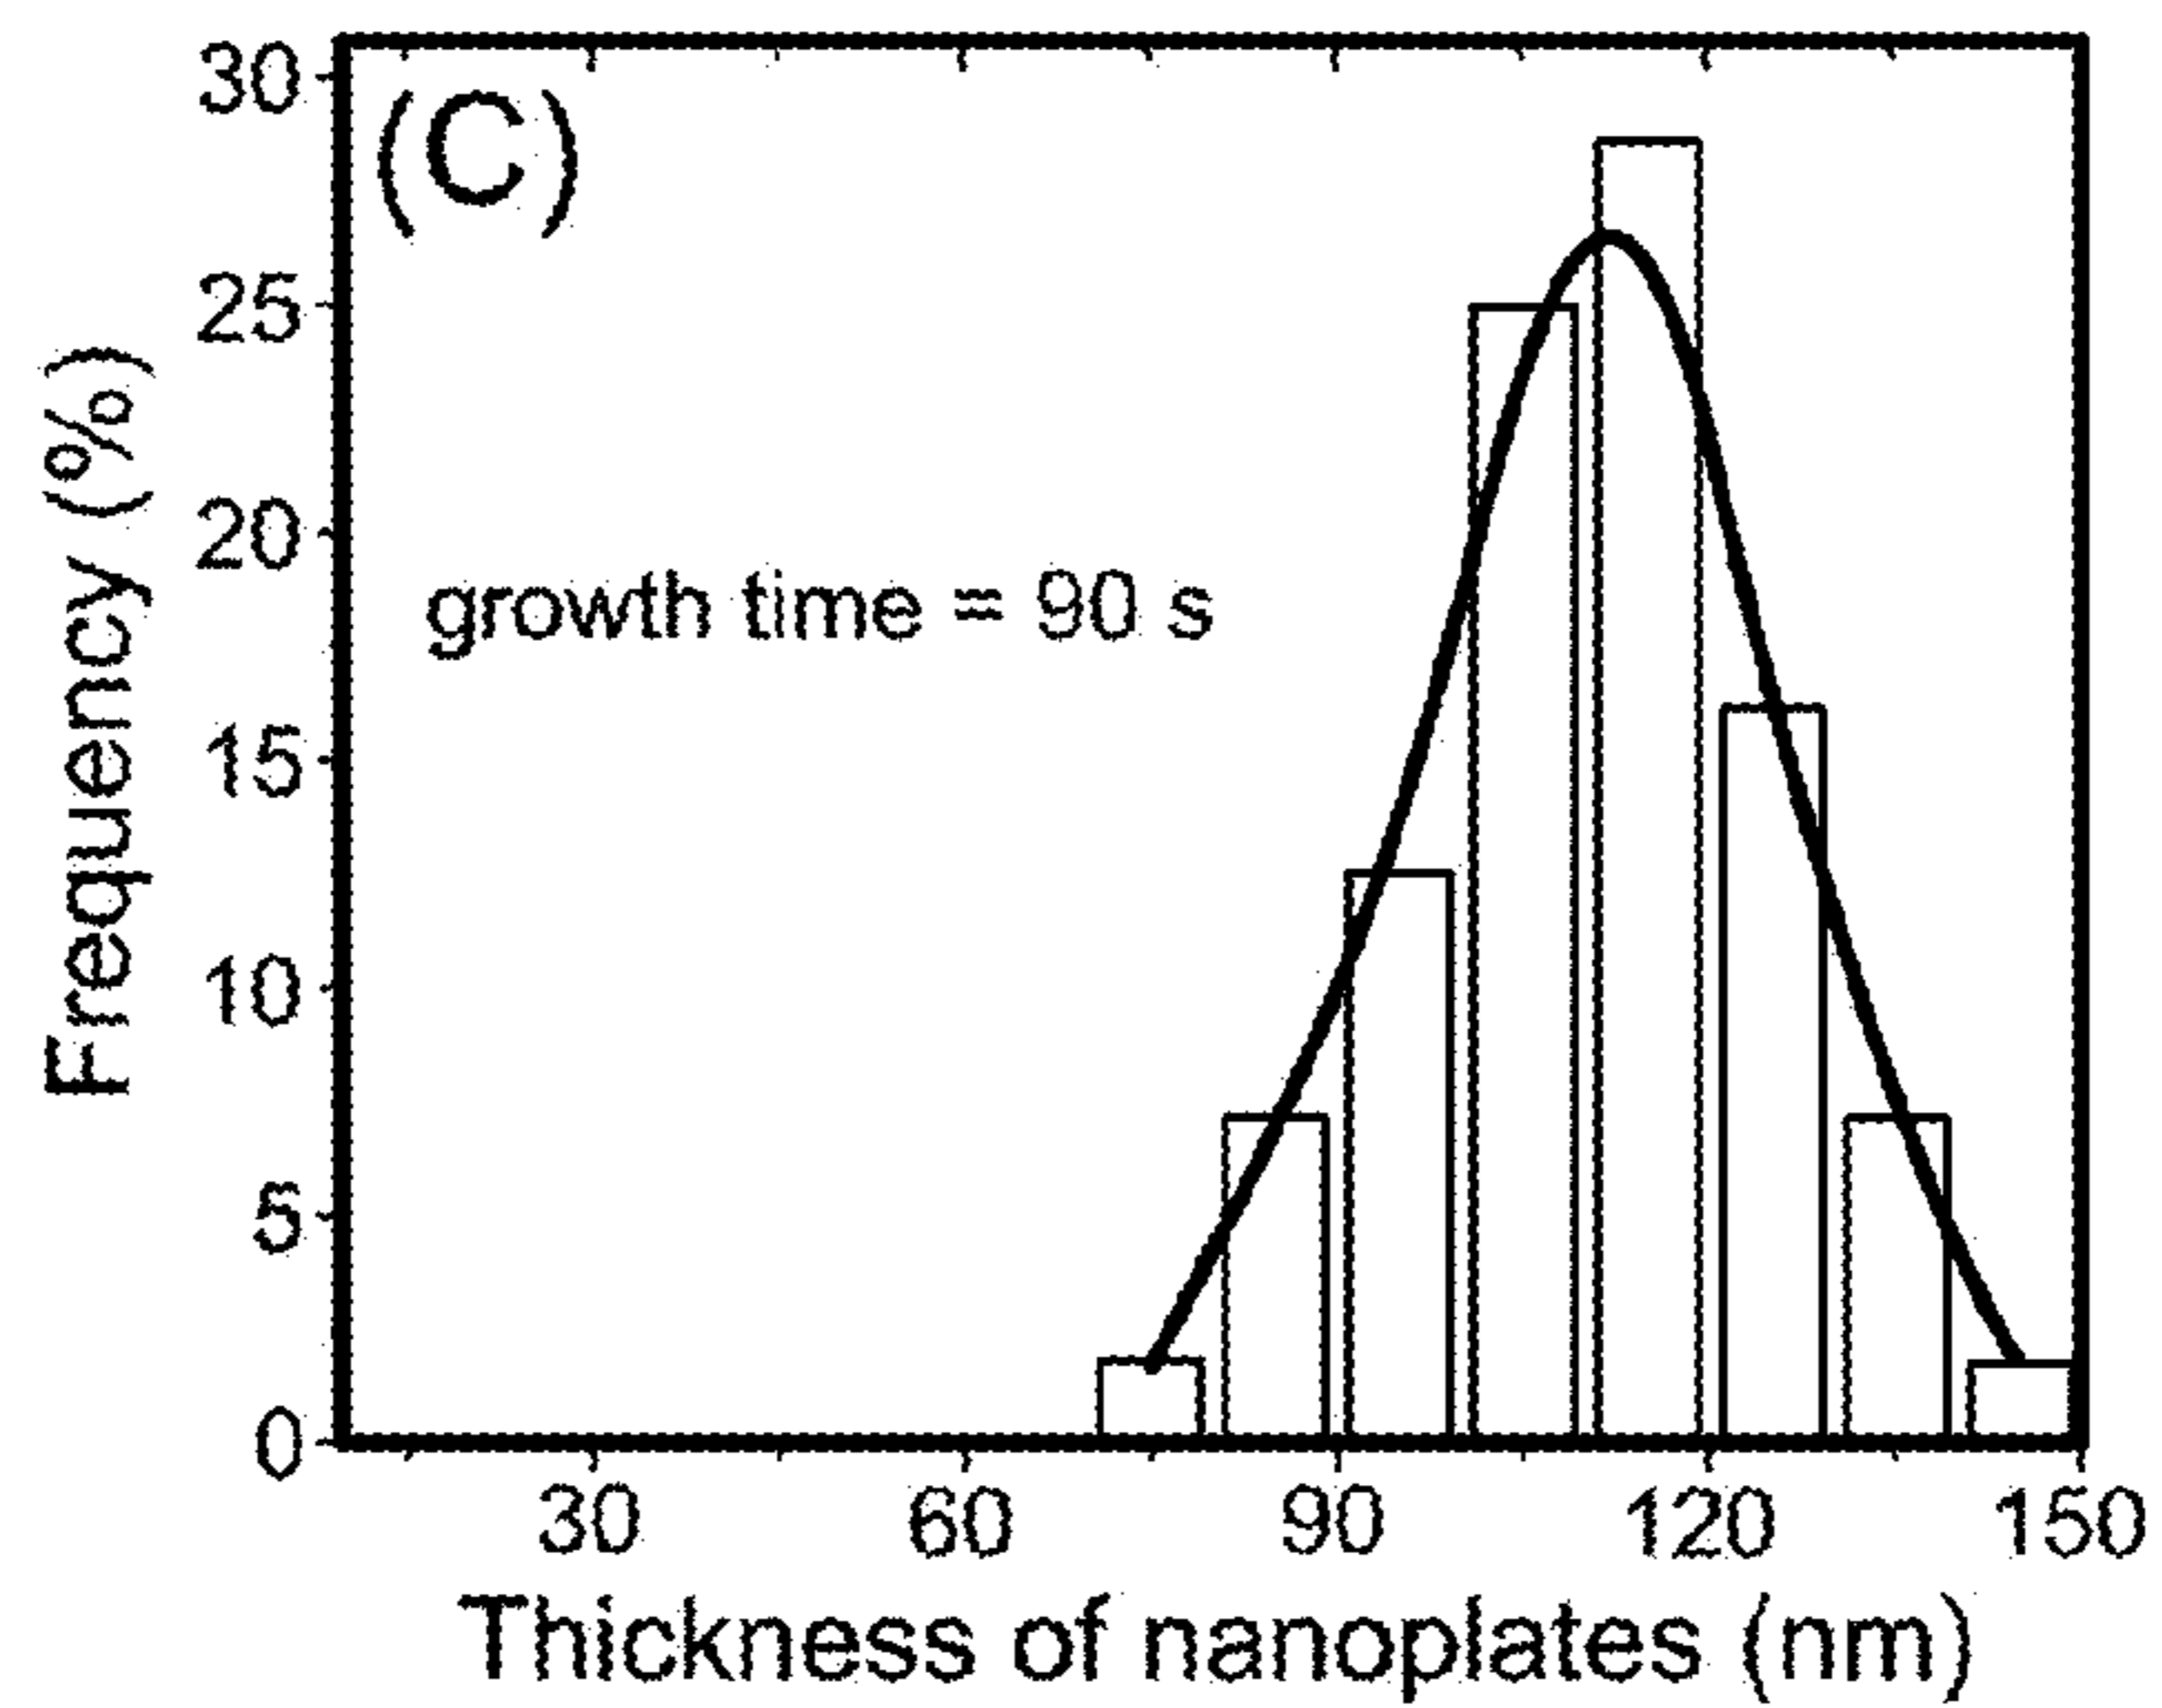 (C)
growth time = 90 s
Frequency (%)
30
25
20
15
10
5
0
30 60 90 120 150
Thickness of nanoplates (nm)